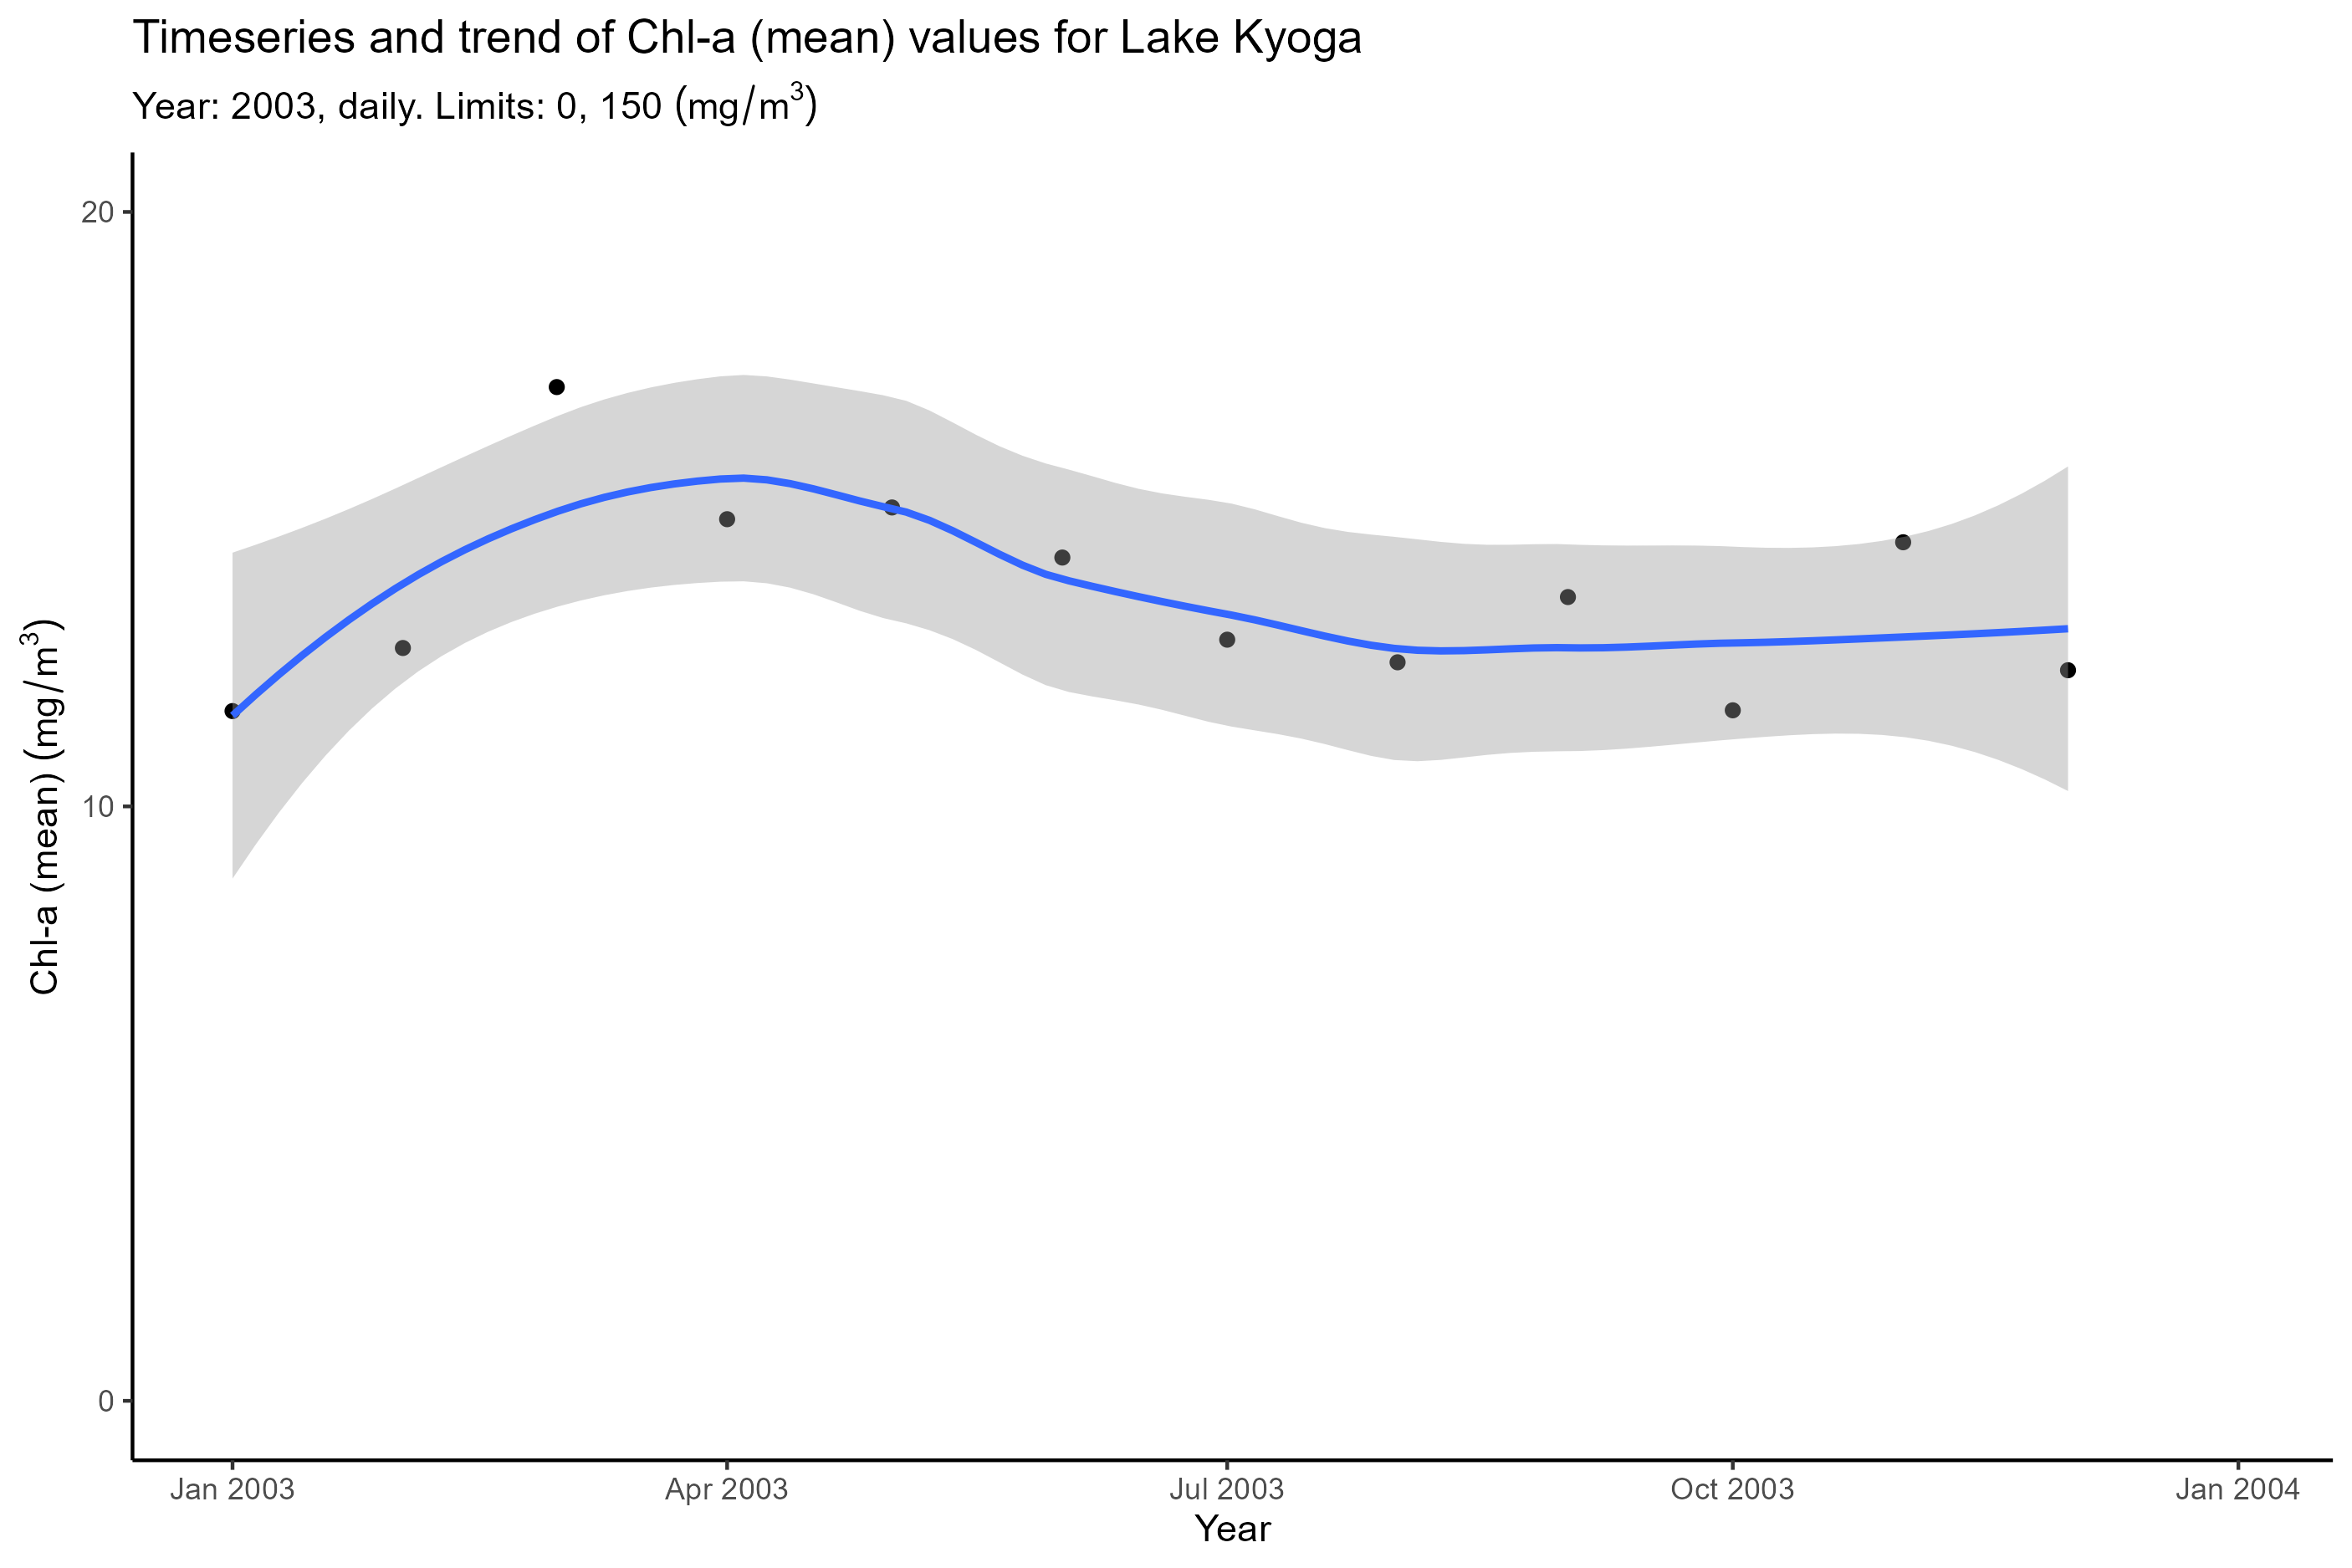 Timeseries and trend of Chl-a (mean) values for Lake Kyoga
Year: 2003, daily. Limits: 0, 150 (mg/m³)
20
10
0
Chl-a (mean) (mg/m³)
Jan 2003 Apr 2003 Jul 2003 Oct 2003 Jan 2004
Year